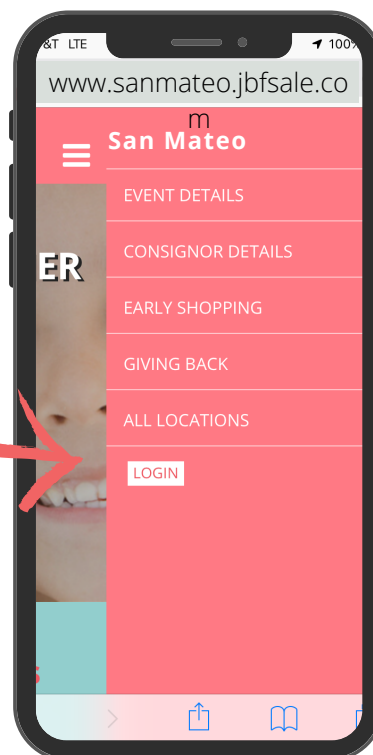 &T LTE 100%
www.sanmateo.jbfsale.co
m
San Mateo
EVENT DETAILS
ER
CONSIGNOR DETAILS
EARLY SHOPPING
GIVING BACK
ALL LOCATIONS
LOGIN